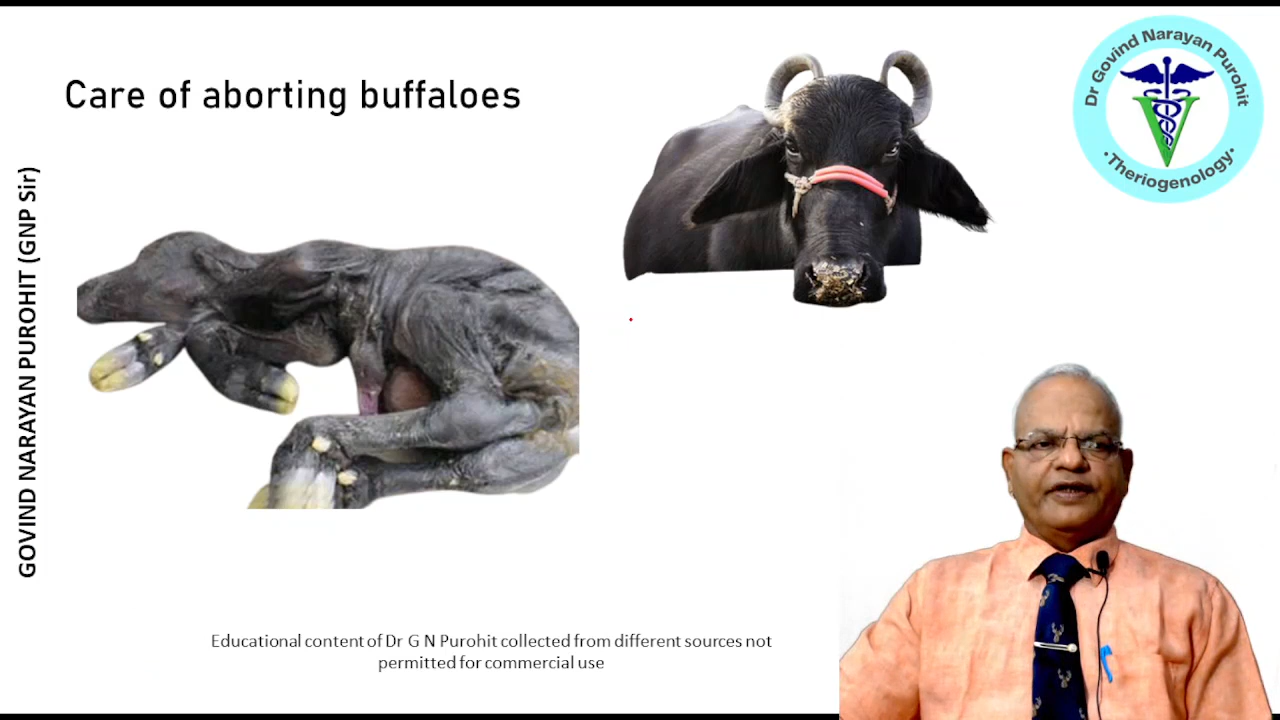 Care of aborting buffaloes
Dr Govind Narayan Purohit
•Theriogenology•
GOVIND NARAYAN PUROHIT (GNP Sir)
Educational content of Dr G N Purohit collected from different sources not
permitted for commercial use